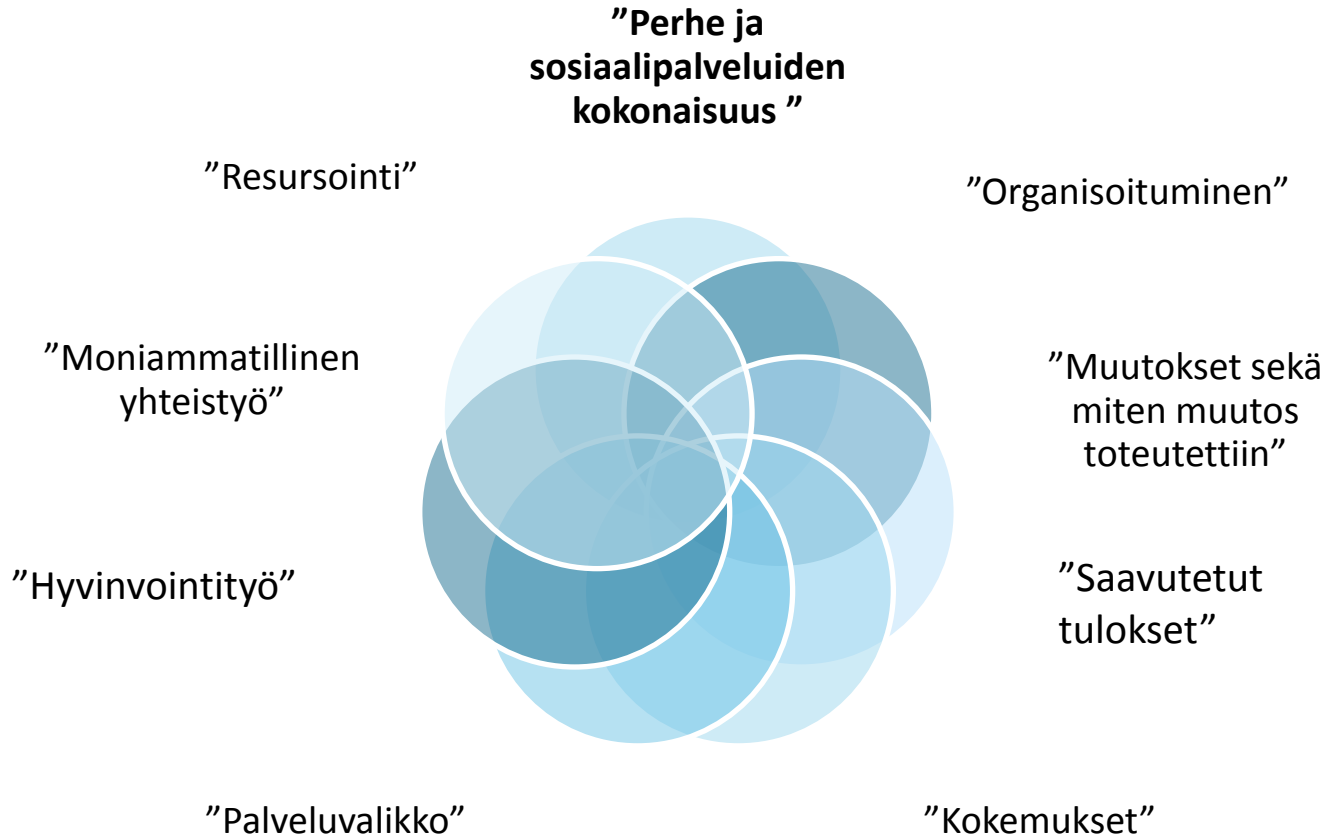 ”Perhe ja
sosiaalipalveluiden
kokonaisuus ”
”Resursointi”
”Organisoituminen”
”Moniammatillinen
yhteistyö”
”Muutokset sekä
miten muutos
toteutettiin”
”Hyvinvointityö”
”Saavutetut
tulokset”
”Palveluvalikko”
”Kokemukset”